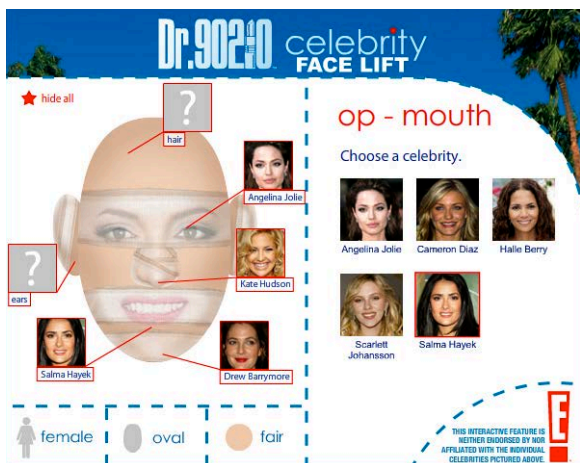 Dr.90210
celebrity
FACE LIFT
hide all
?
hair
Angelina Jolie
?
ears
Kate Hudson
Salma Hayek
Drew Barrymore
female
oval
fair
op - mouth
Choose a celebrity.
Angelina Jolie
Cameron Diaz
Halle Berry
Scarlett
Johansson
Salma Hayek
THIS INTERACTIVE FEATURE IS
NEITHER ENDORSED BY NOR
AFFILIATED WITH THE INDIVIDUAL
CELEBRITIES PICTURED ABOVE.
E!